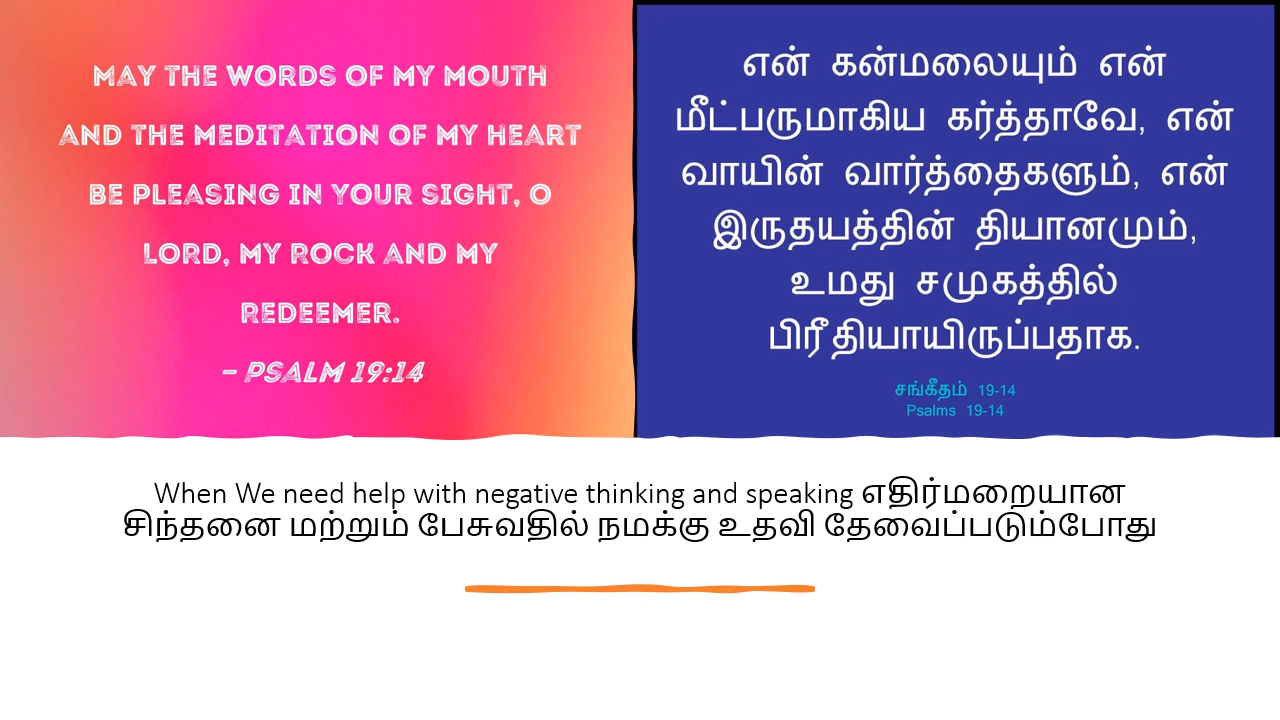 MAY THE WORDS OF MY MOUTH
AND THE MEDITATION OF MY HEART
BE PLEASING IN YOUR SIGHT, O
LORD, MY ROCK AND MY
REDEEMER.
– PSALM 19:14
என் கன்மலையும் என்
மீட்பருமாகிய கர்த்தாவே, என்
வாயின் வார்த்தைகளும், என்
இருதயத்தின் தியானமும்,
உமது சமுகத்தில்
பிரீதியாயிருப்பதாக.
சங்கீதம் 19-14
Psalms 19-14
When We need help with negative thinking and speaking எதிர்மறையான
சிந்தனை மற்றும் பேசுவதில் நமக்கு உதவி தேவைப்படும்போது